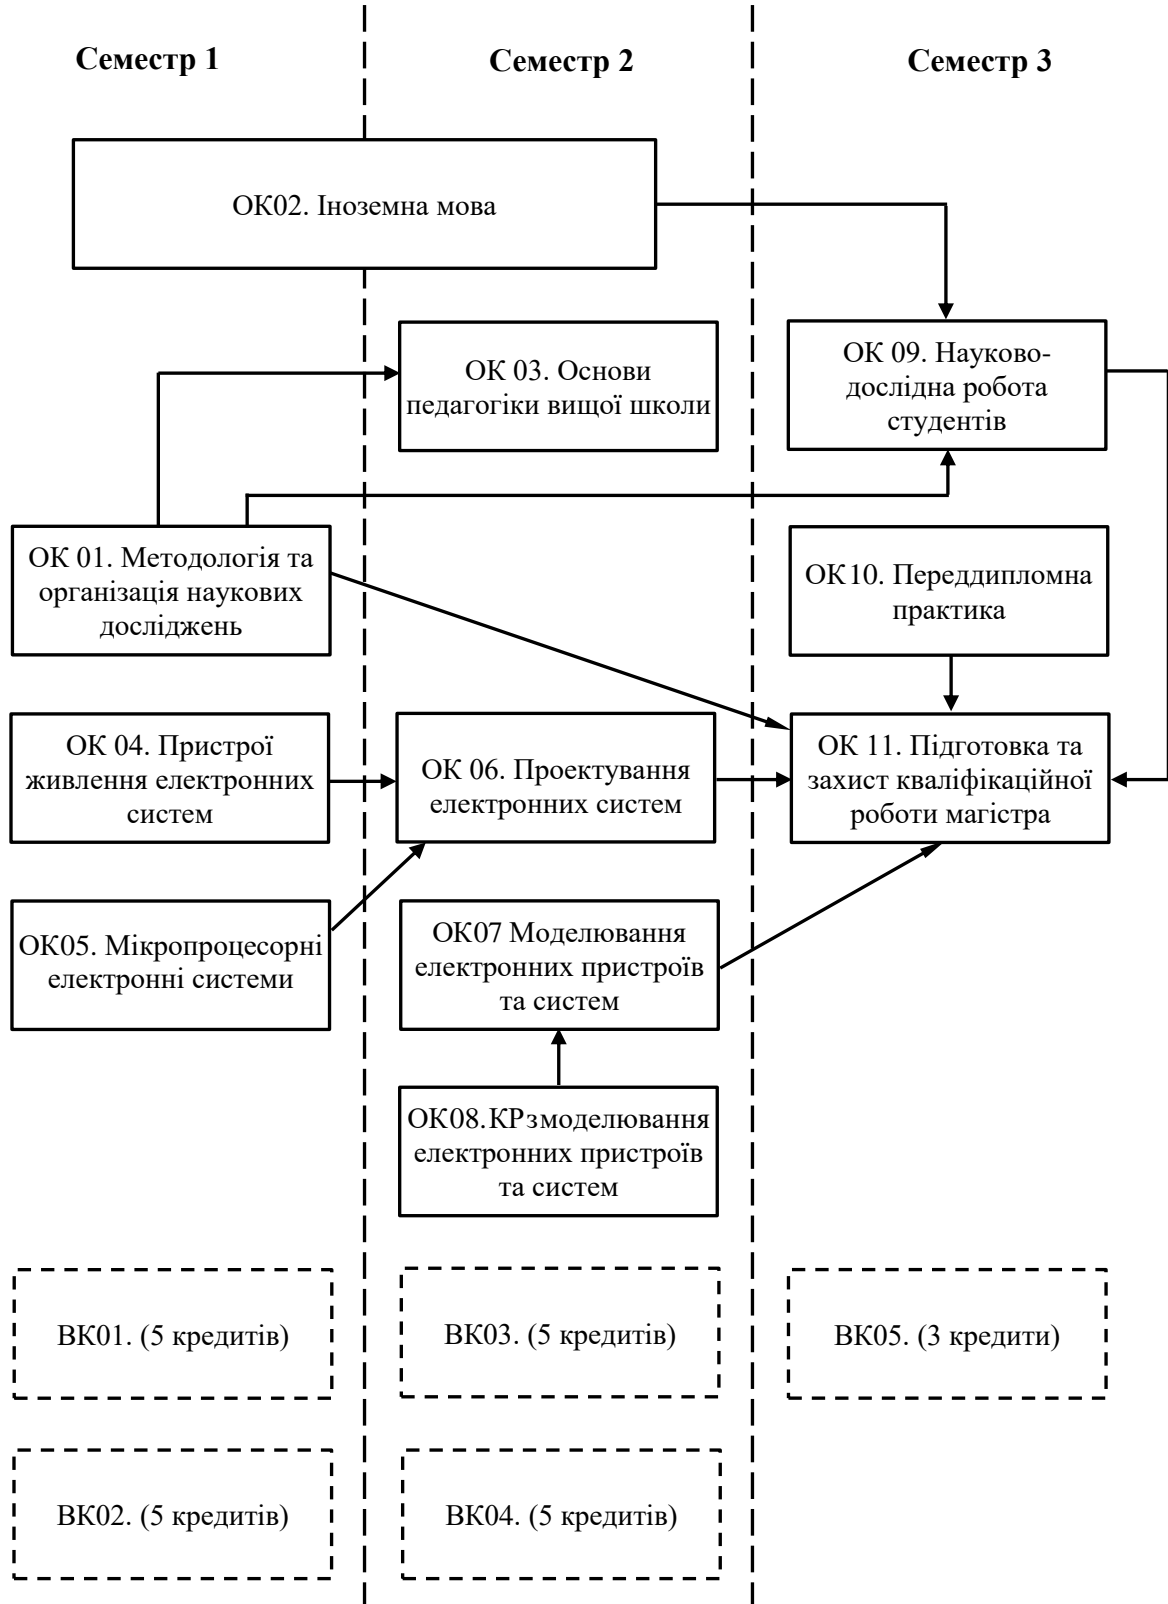 Семестр 1
Семестр 2
Семестр 3
ОК02. Іноземна мова
ОК 03. Основи
педагогіки вищої школи
ОК 09. Науково-
дослідна робота
студентів
ОК 01. Методологія та
організація наукових
досліджень
ОК10. Переддипломна
практика
ОК 04. Пристрої
живлення електронних
систем
ОК 06. Проектування
електронних систем
ОК 11. Підготовка та
захист кваліфікаційної
роботи магістра
ОК05. Мікропроцесорні
електронні системи
ОК07 Моделювання
електронних пристроїв
та систем
ОК08. КР з моделювання
електронних пристроїв
та систем
ВК01. (5 кредитів)
ВК03. (5 кредитів)
ВК05. (3 кредити)
ВК02. (5 кредитів)
ВК04. (5 кредитів)